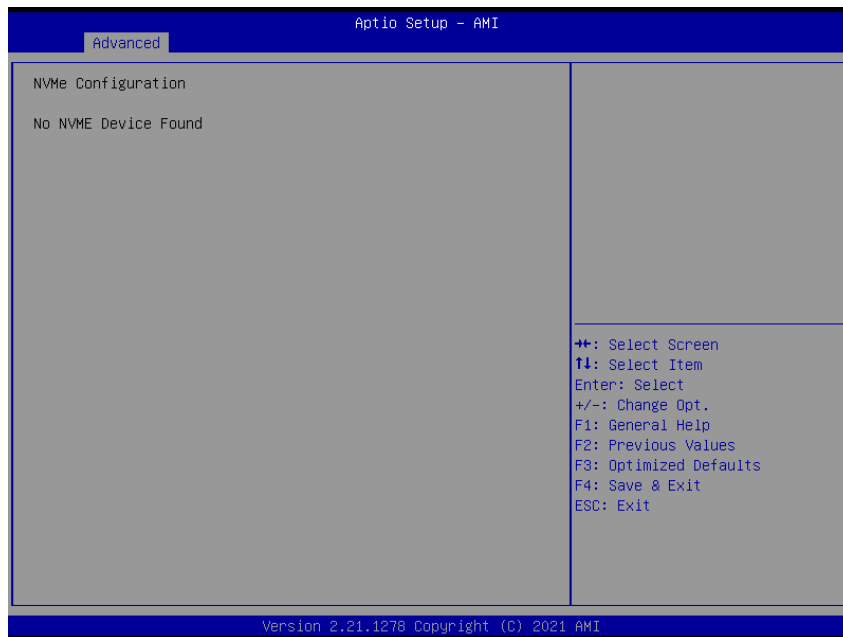 Aptio Setup – AMI
Advanced
NVMe Configuration
No NVME Device Found
→←: Select Screen
↑↓: Select Item
Enter: Select
+/-: Change Opt.
F1: General Help
F2: Previous Values
F3: Optimized Defaults
F4: Save & Exit
ESC: Exit
Version 2.21.1278 Copyright (C) 2021 AMI